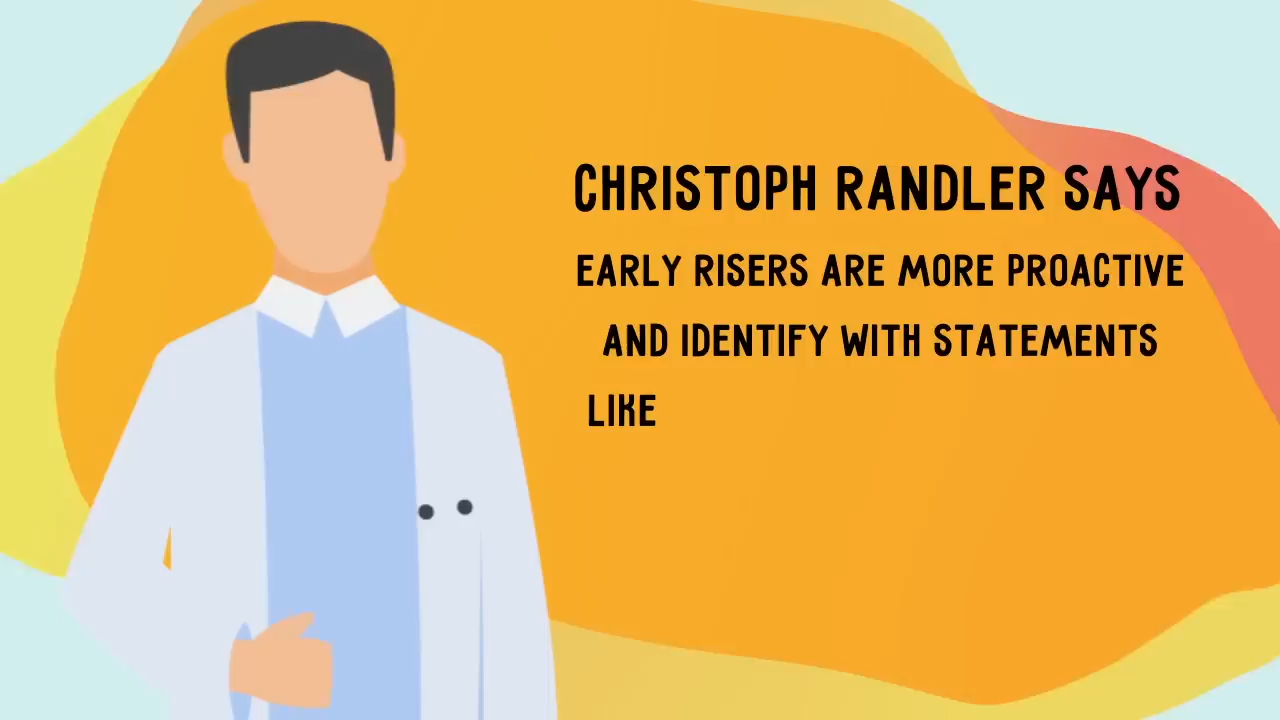 CHRISTOPH RANDLER SAYS
EARLY RISERS ARE MORE PROACTIVE
AND IDENTIFY WITH STATEMENTS
LIKE